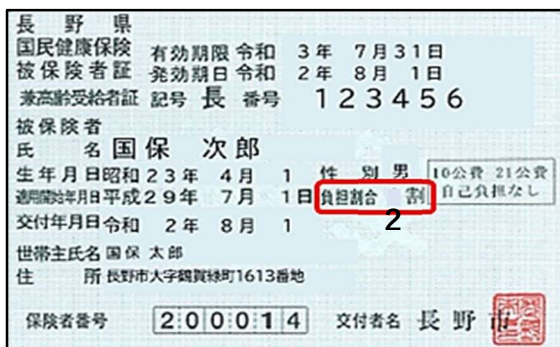 長野県
国民健康保険 有効期限 令和 3年 7月31日
被保険者証 発効期日 令和 2年 8月 1日
兼高齢受給者証 記号 長 番号 123456
被保険者
氏名 国保 次郎
生年月日 昭和23年 4月 1 性別 男 10公費 21公費
適用開始年月日 平成29年 7月 1日 負担割合 割 自己負担なし
2
交付年月日 令和 2年 8月 1
世帯主氏名 国保 太郎
住所 長野市大字鶴賀緑町1613番地
保険者番号 200014 交付者名 長野市